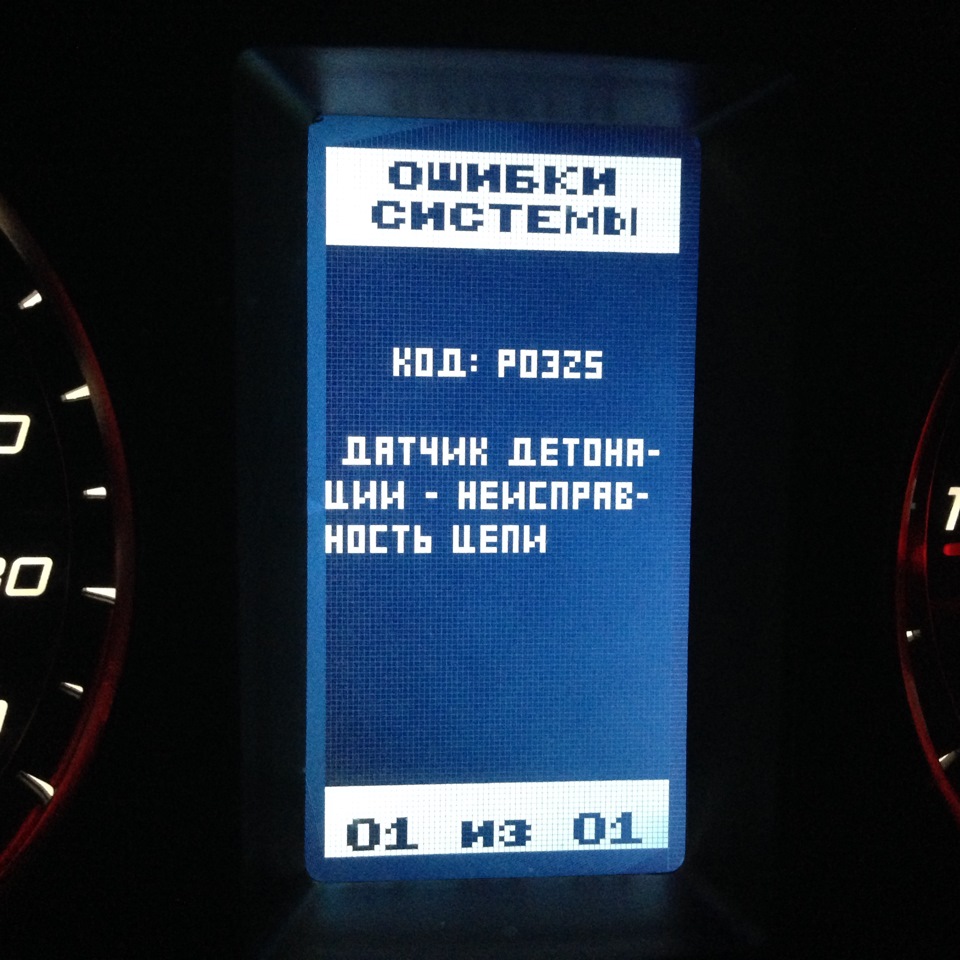 ОШИБКИ
СИСТЕМЫ
КОД: P0325
ДАТЧИК ДЕТОНА-
ЦИИ - НЕИСПРАВ-
НОСТЬ ЦЕПИ
01 из 01